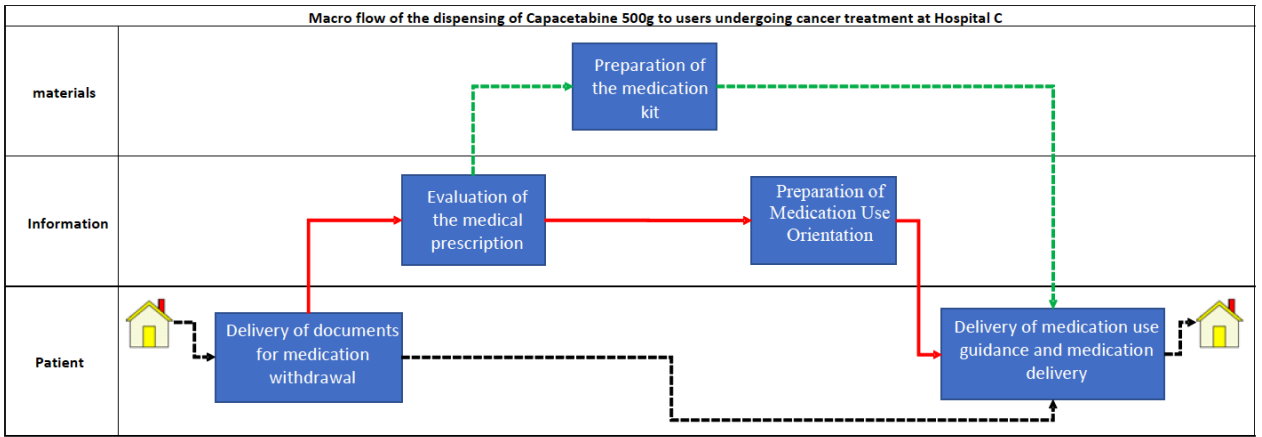 Macro flow of the dispensing of Capacetabine 500g to users undergoing cancer treatment at Hospital C
materials
Preparation of
the medication
kit
Information
Evaluation of
the medical
prescription
Preparation of
Medication Use
Orientation
Patient
Delivery of documents
for medication
withdrawal
Delivery of medication use
guidance and medication
delivery